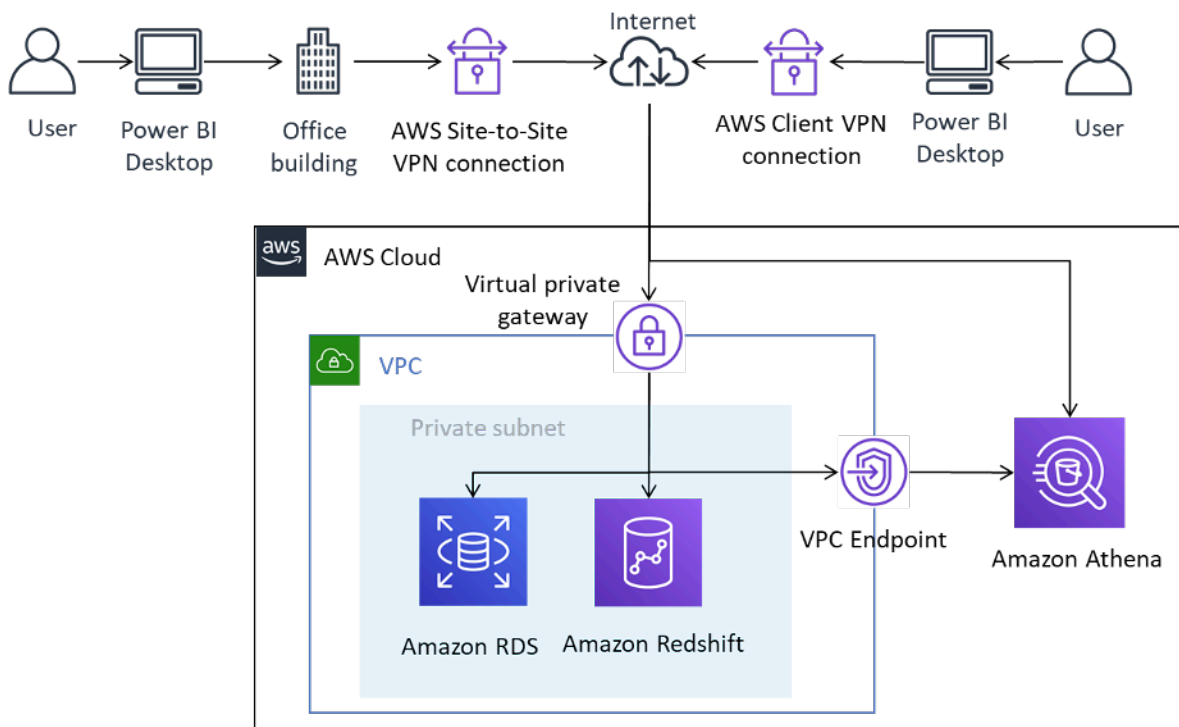 Internet
User
Power BI
Desktop
Office
building
AWS Site-to-Site
VPN connection
AWS Client VPN
connection
Power BI
Desktop
User
aws
AWS Cloud
Virtual private
gateway
VPC
Private subnet
VPC Endpoint
Amazon Athena
Amazon RDS
Amazon Redshift